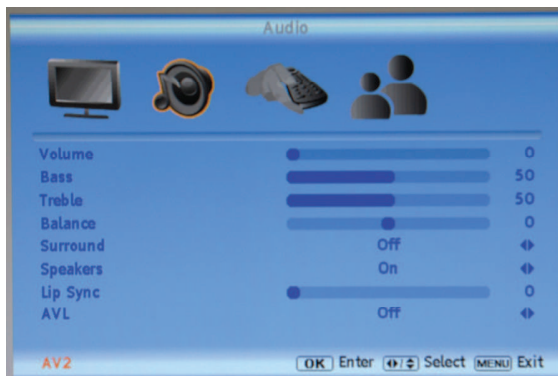 Audio
Volume 0
Bass 50
Treble 50
Balance 0
Surround Off
Speakers On
Lip Sync 0
AVL Off
AV2 OK Enter Select MENU Exit